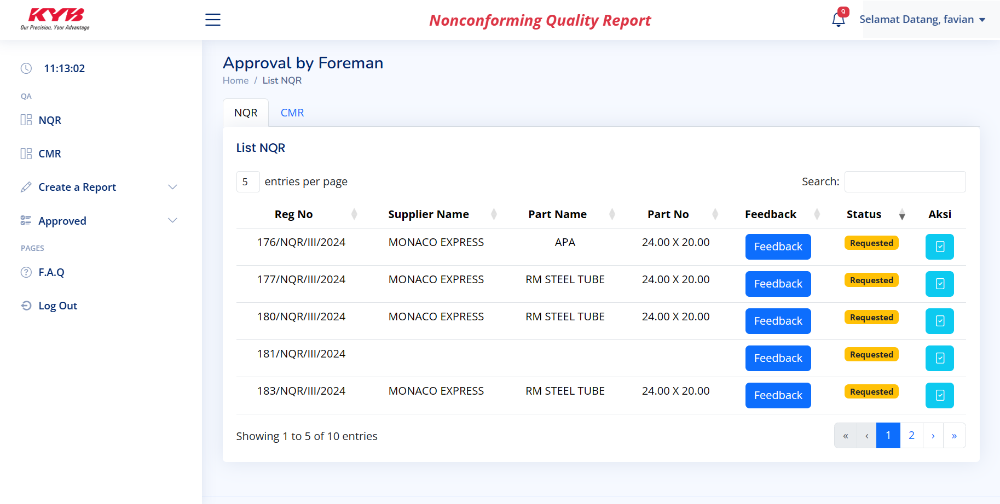 KYB
Our Precision, Your Advantage
Nonconforming Quality Report
9
Selamat Datang, favian
11:13:02
QA
NQR
CMR
Create a Report
Approved
PAGES
F.A.Q
Log Out
Approval by Foreman
Home / List NQR
NQR CMR
List NQR
5 entries per page Search:
Reg No Supplier Name Part Name Part No Feedback Status Aksi
176/NQR/III/2024 MONACO EXPRESS APA 24.00 X 20.00 Feedback Requested
177/NQR/III/2024 MONACO EXPRESS RM STEEL TUBE 24.00 X 20.00 Feedback Requested
180/NQR/III/2024 MONACO EXPRESS RM STEEL TUBE 24.00 X 20.00 Feedback Requested
181/NQR/III/2024 Feedback Requested
183/NQR/III/2024 MONACO EXPRESS RM STEEL TUBE 24.00 X 20.00 Feedback Requested
Showing 1 to 5 of 10 entries
« ‹ 1 2 › »